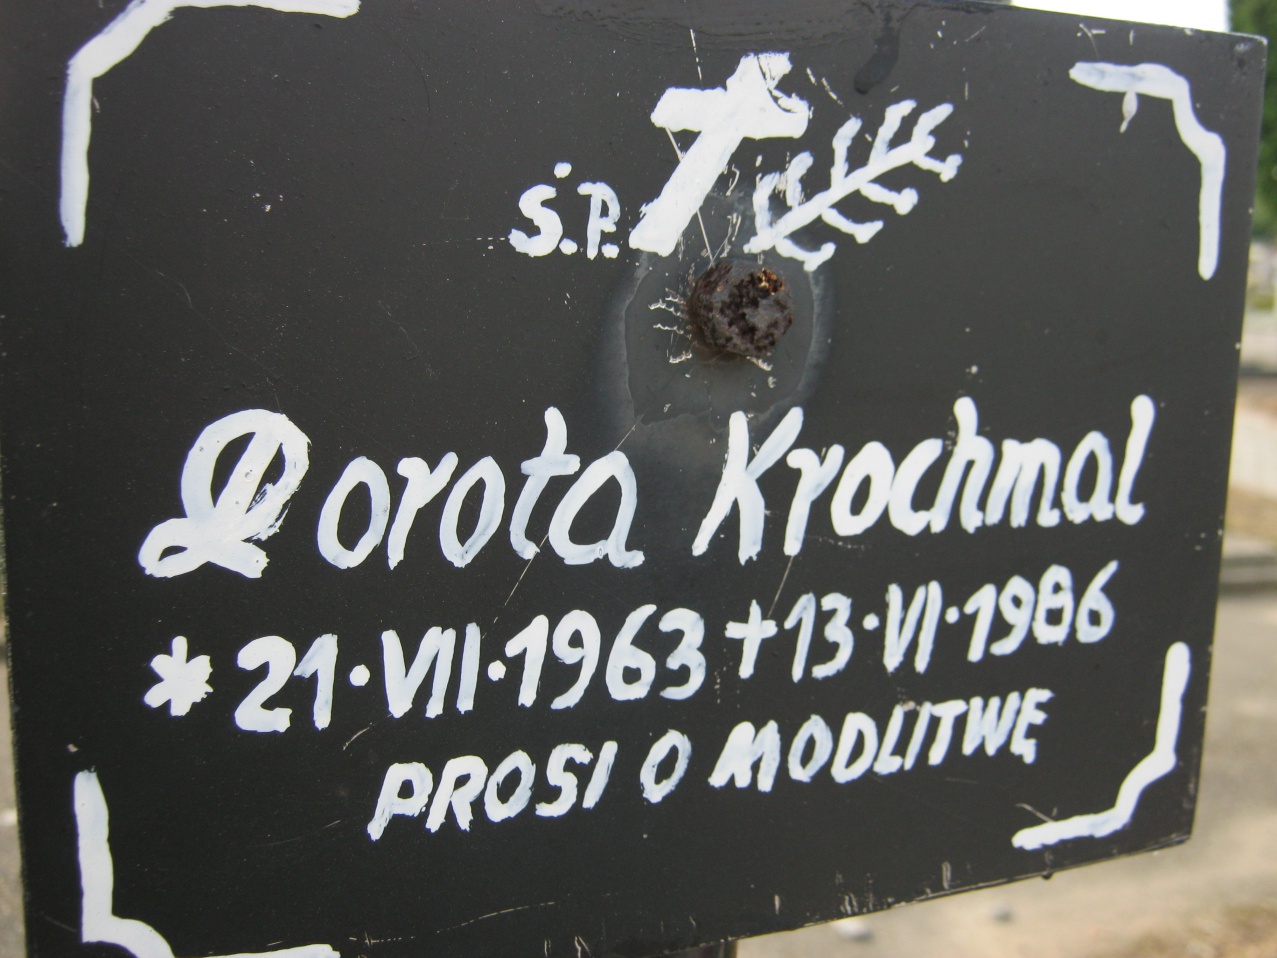 Ś.P.
Dorota Krochmal
* 21·VII·1963 + 13·VI·1986
PROSI O MODLITWĘ